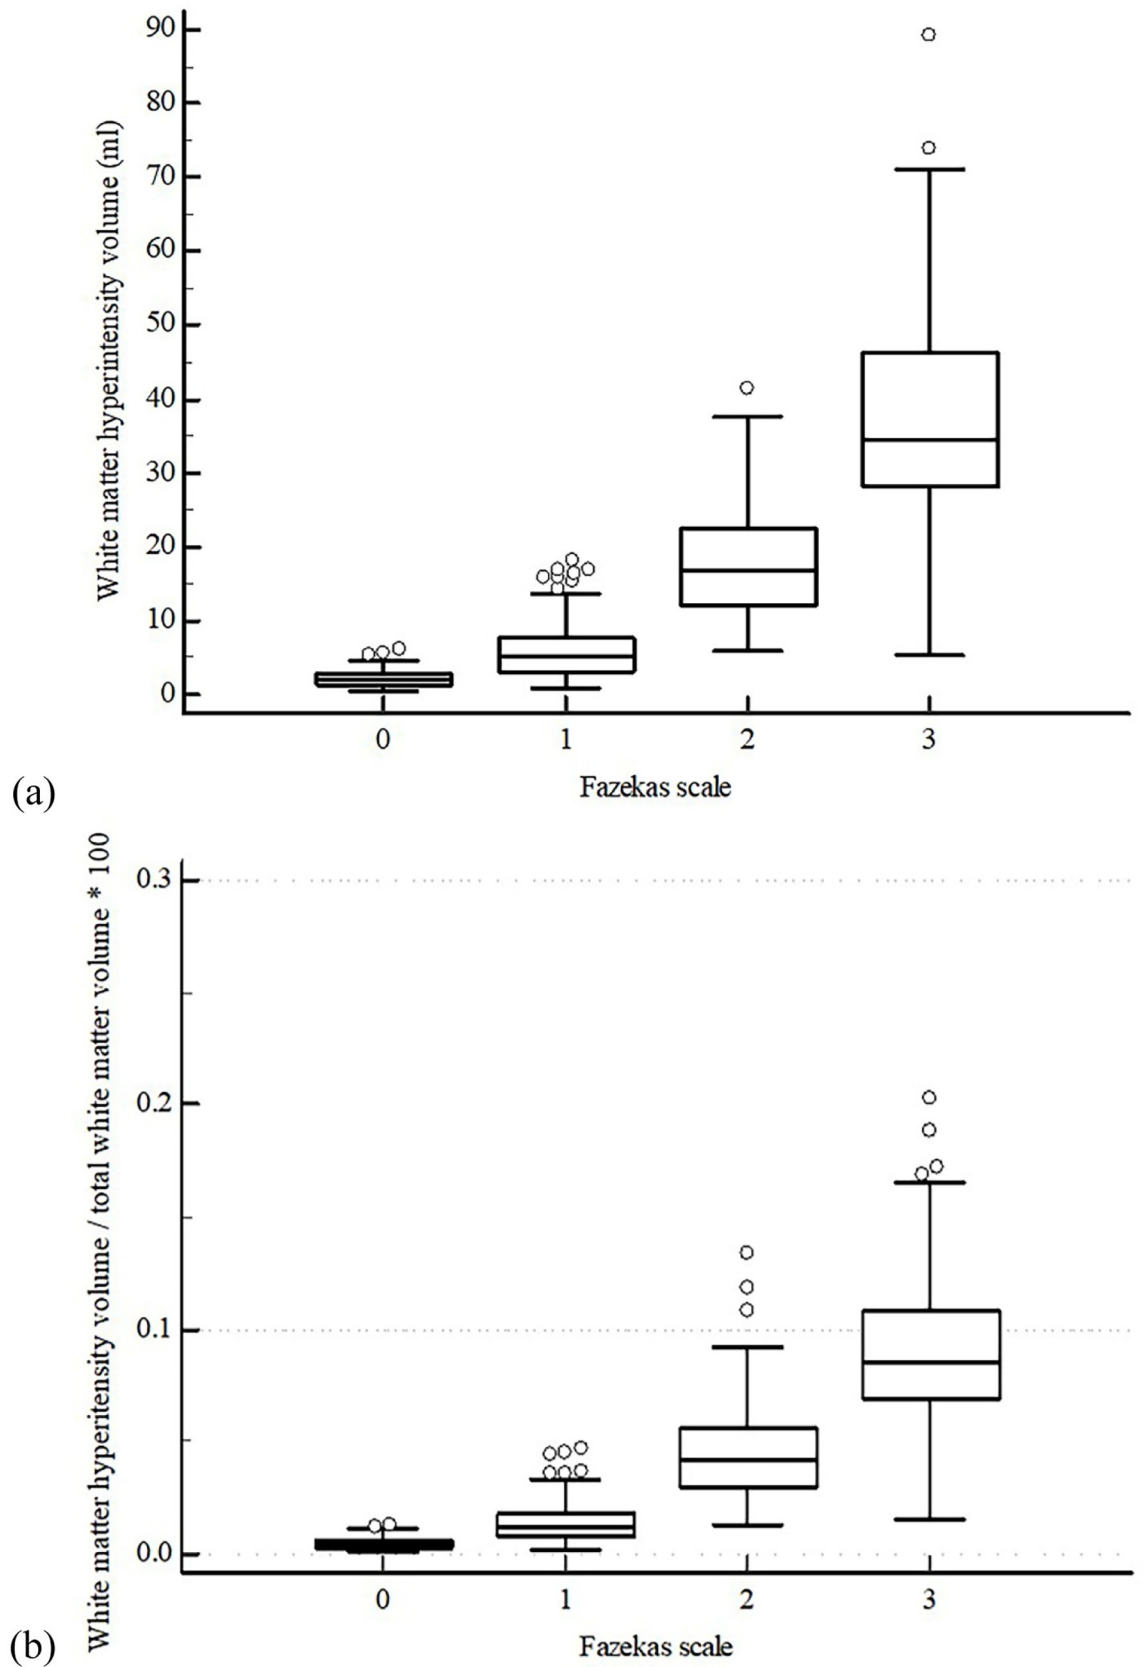 White matter hyperintensity volume (ml)
90
80
70
60
50
40
30
20
10
0
0 1 2 3
Fazekas scale
(a)
White matter hyperitensity volume / total white matter volume * 100
0.3
0.2
0.1
0.0
0 1 2 3
Fazekas scale
(b)